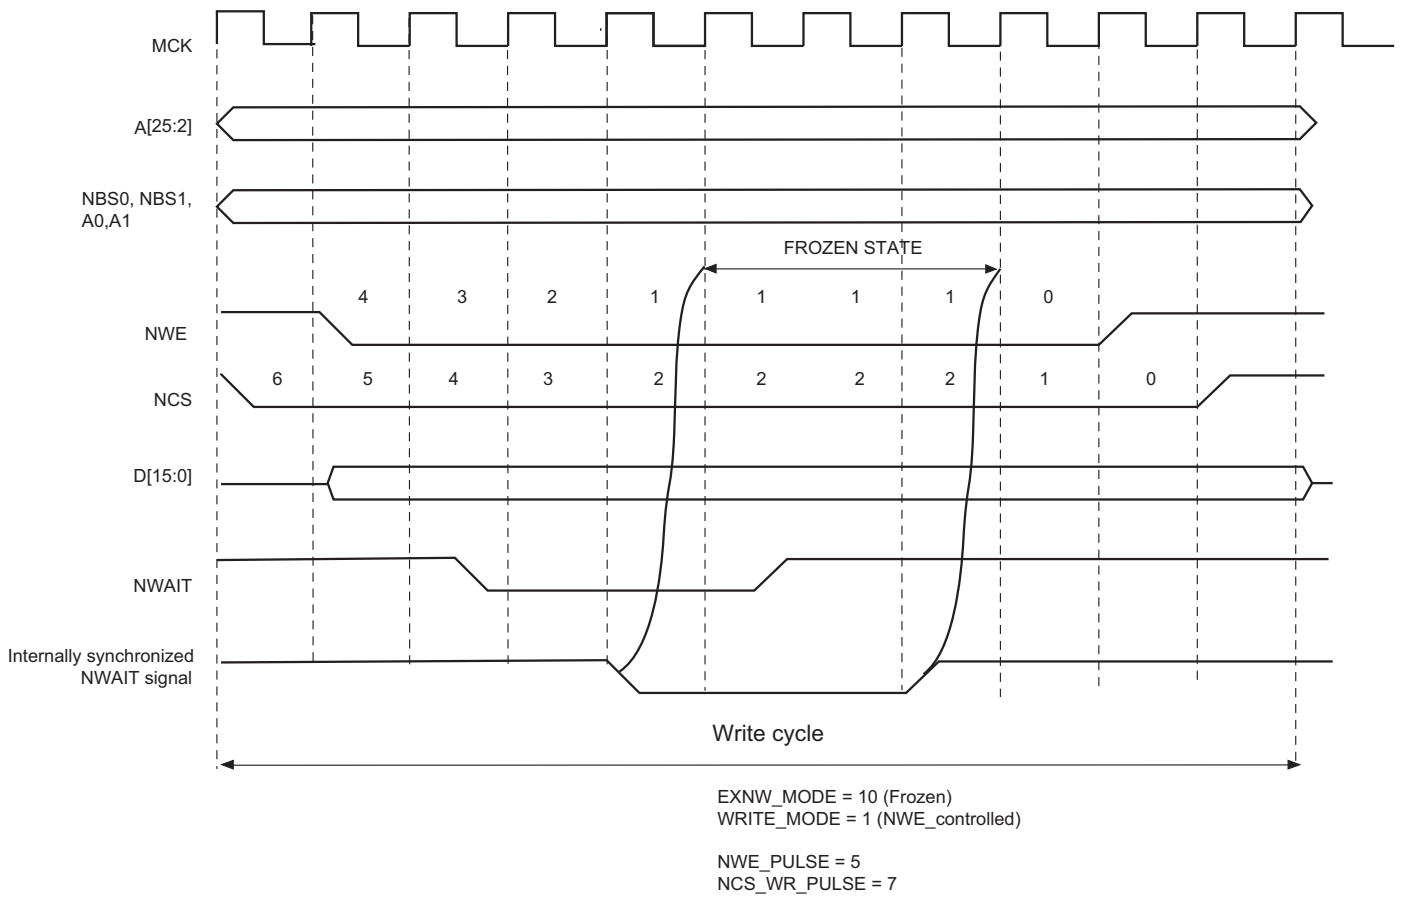 MCK
A[25:2]
NBS0, NBS1,
A0,A1
FROZEN STATE
4 3 2 1 1 1 1 0
NWE
6 5 4 3 2 2 2 2 1 0
NCS
D[15:0]
NWAIT
Internally synchronized
NWAIT signal
Write cycle
EXNW_MODE = 10 (Frozen)
WRITE_MODE = 1 (NWE_controlled)
NWE_PULSE = 5
NCS_WR_PULSE = 7